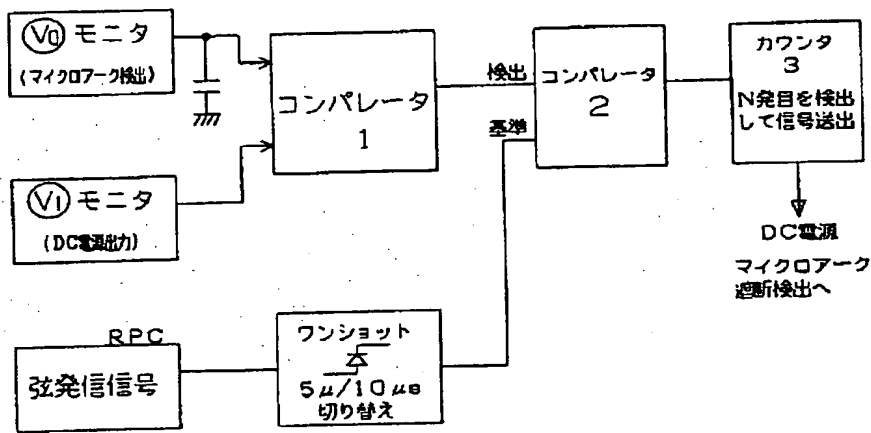 V0 モニタ
(マイクロアーク検出)
V1 モニタ
(DC電源出力)
コンパレータ
1
検出
基準
コンパレータ
2
カウンタ
3
N発目を検出
して信号送出
DC電源
マイクロアーク
遮断検出へ
RPC
弦発信信号
ワンショット
5μ/10μs
切り替え